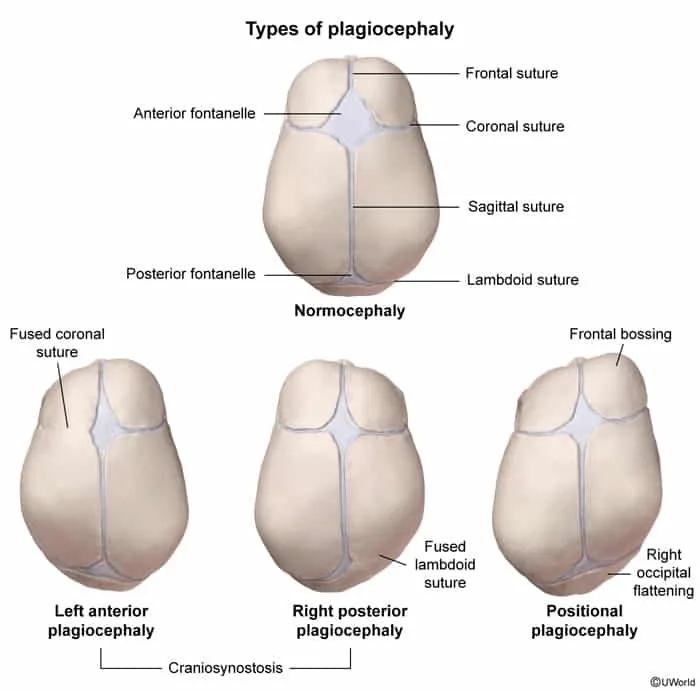 Types of plagiocephaly
Frontal suture
Anterior fontanelle
Coronal suture
Sagittal suture
Posterior fontanelle
Lambdoid suture
Normocephaly
Fused coronal
suture
Frontal bossing
Fused
lambdoid
suture
Right
occipital
flattening
Left anterior
plagiocephaly
Right posterior
plagiocephaly
Positional
plagiocephaly
Craniosynostosis
©UWorld